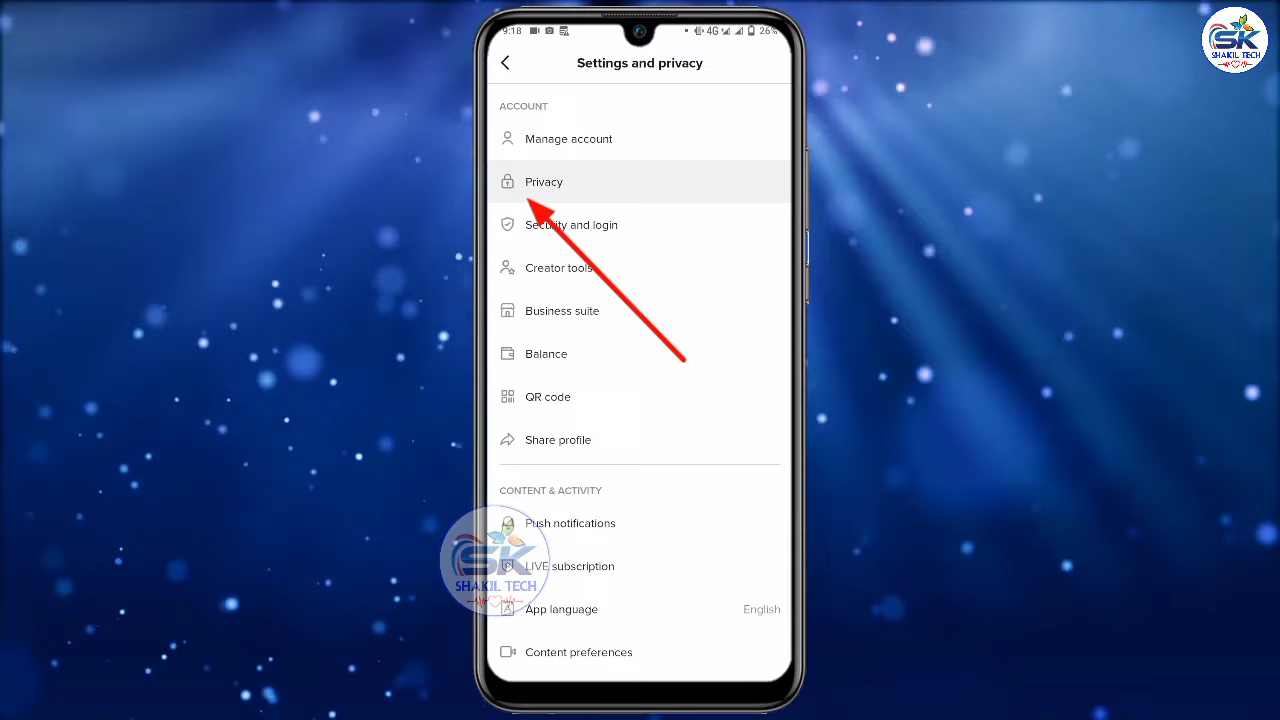 9:18 4G 26%
SK
SHAKIL TECH
Settings and privacy
ACCOUNT
Manage account
Privacy
Security and login
Creator tools
Business suite
Balance
QR code
Share profile
CONTENT & ACTIVITY
Push notifications
LIVE subscription
App language English
Content preferences
SK
SHAKIL TECH